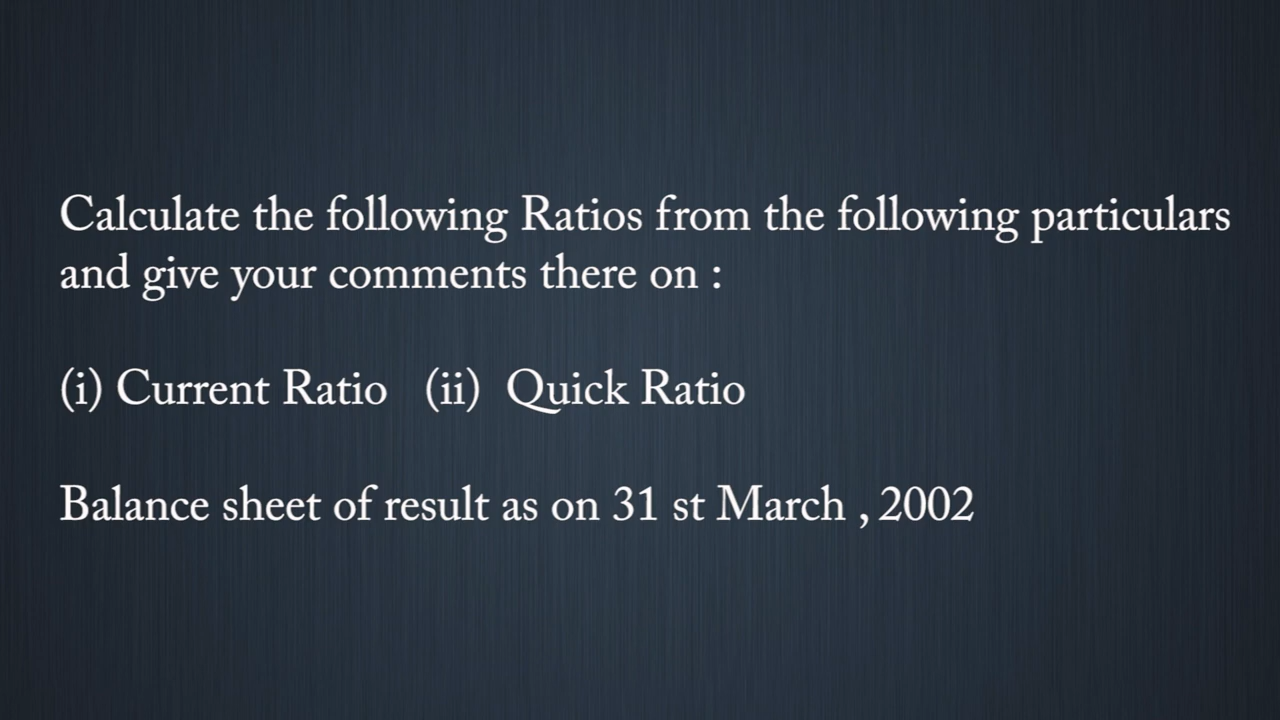 Calculate the following Ratios from the following particulars
and give your comments there on :
(i) Current Ratio (ii) Quick Ratio
Balance sheet of result as on 31 st March , 2002